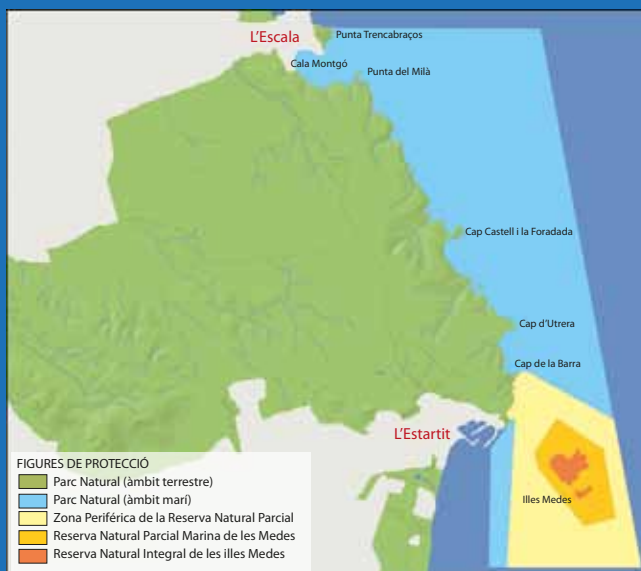 L'Escala
Punta Trencabraços
Cala Montgó
Punta del Milà
Cap Castell i la Foradada
Cap d'Utrera
Cap de la Barra
L'Estartit
Illes Medes
FIGURES DE PROTECCIÓ
Parc Natural (àmbit terrestre)
Parc Natural (àmbit marí)
Zona Periférica de la Reserva Natural Parcial
Reserva Natural Parcial Marina de les Medes
Reserva Natural Integral de les illes Medes